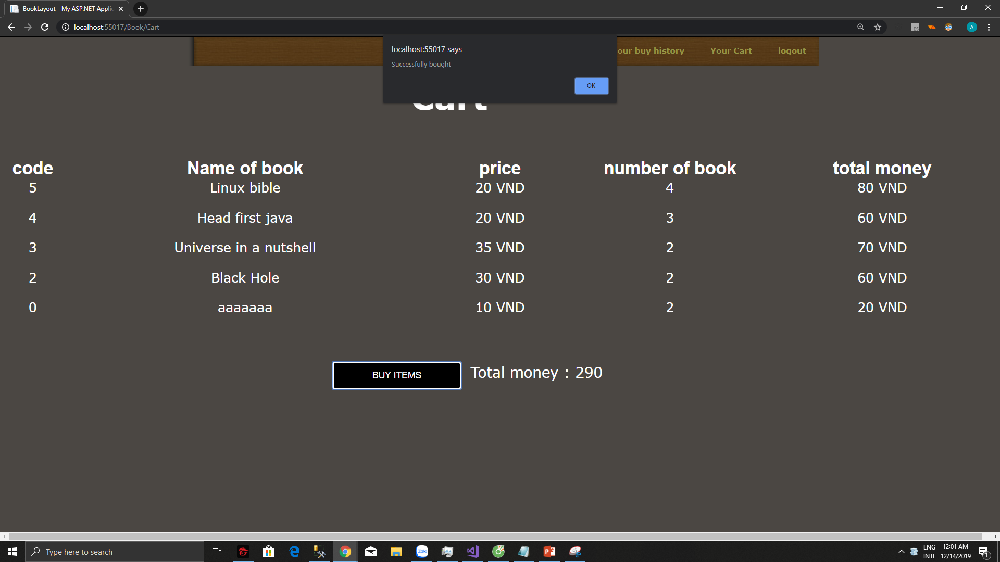 BookLayout - My ASP.NET Applic
localhost:55017/Book/Cart
ES
A
localhost:55017 says
Successfully bought
OK
our buy history Your Cart logout
Cart
code Name of book price number of book total money
5 Linux bible 20 VND 4 80 VND
4 Head first java 20 VND 3 60 VND
3 Universe in a nutshell 35 VND 2 70 VND
2 Black Hole 30 VND 2 60 VND
0 aaaaaaa 10 VND 2 20 VND
BUY ITEMS Total money : 290
Type here to search
Zalo
ENG
INTL
12:01 AM
12/14/2019
1